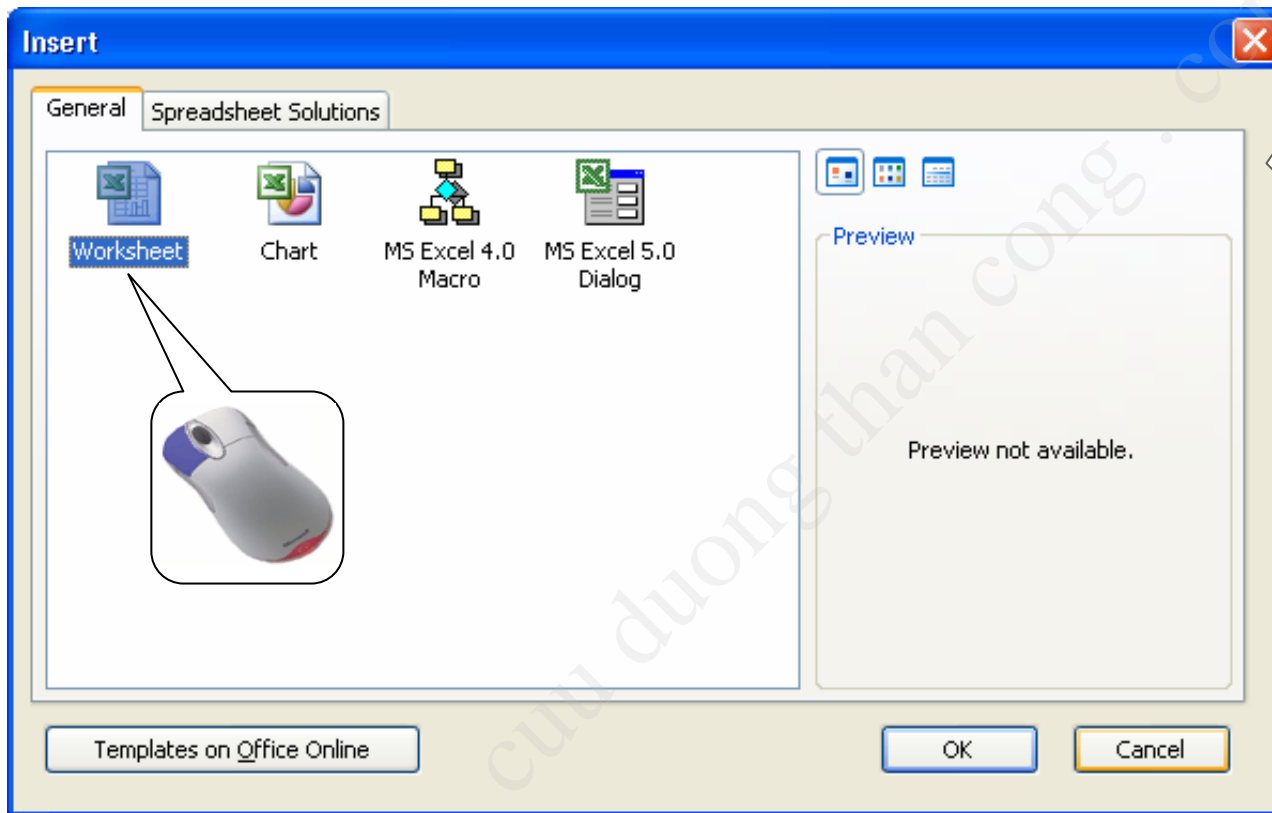 Insert
General
Spreadsheet Solutions
Worksheet
Chart
MS Excel 4.0
Macro
MS Excel 5.0
Dialog
Preview
Preview not available.
Templates on Office Online
OK
Cancel
cuu duong than cong . co